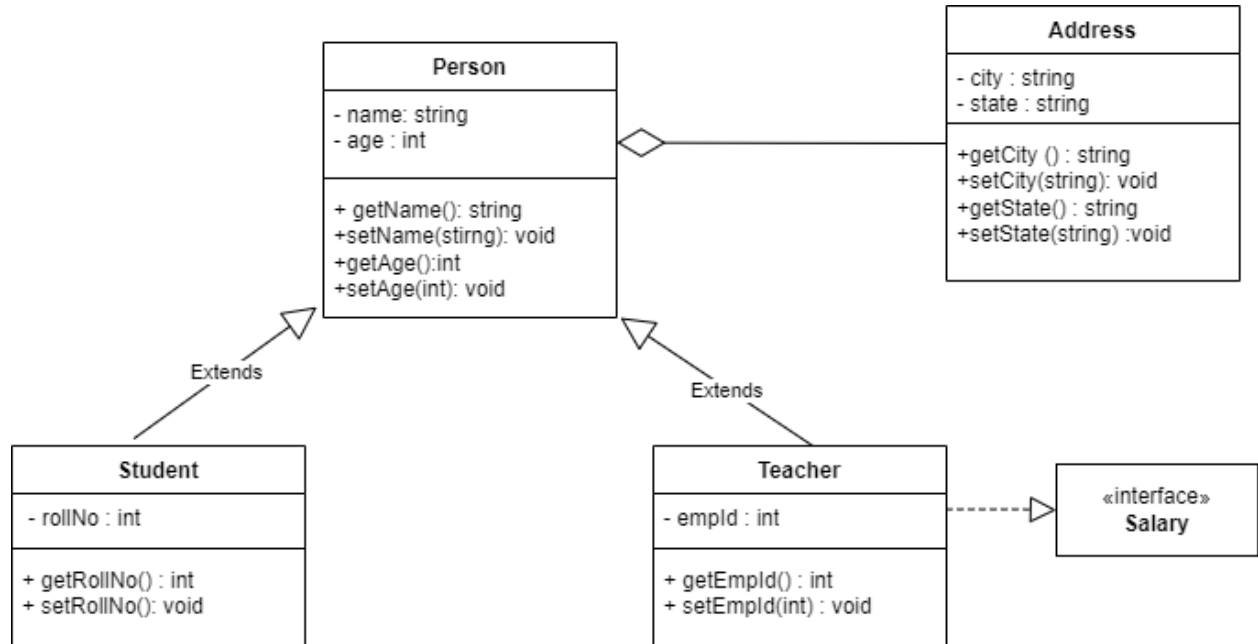 Person
- name: string
- age : int
+ getName(): string
+setName(stirng): void
+getAge():int
+setAge(int): void
Address
- city : string
- state : string
+getCity () : string
+setCity(string): void
+getState() : string
+setState(string) :void
Extends
Extends
Student
- rollNo : int
+ getRollNo() : int
+ setRollNo(): void
Teacher
- empId : int
+ getEmpId() : int
+ setEmpId(int) : void
«interface»
Salary